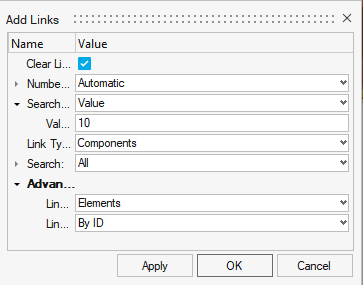 Add Links
Name Value
Clear Li...
Numbe... Automatic
Search... Value
Val... 10
Link Ty... Components
Search: All
Advan...
Lin... Elements
Lin... By ID
Apply OK Cancel